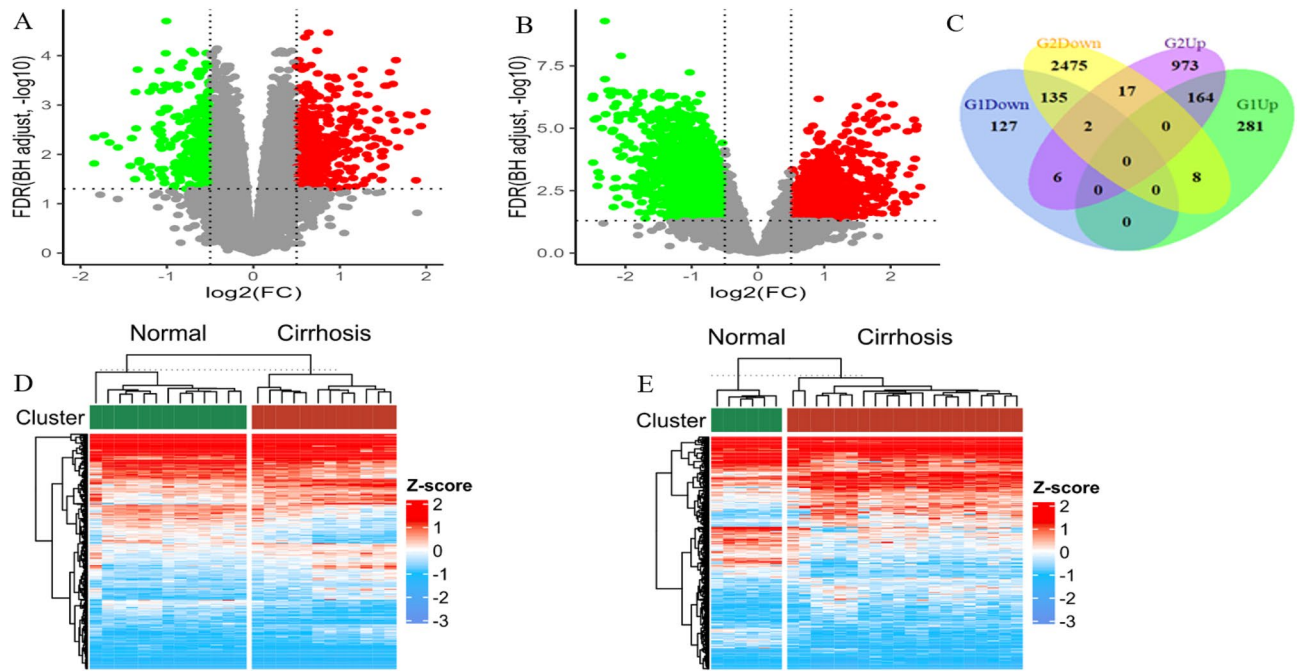 A
FDR(BH adjust, -log10)
4
3
2
1
0
-2
-1
0
1
2
log2(FC)
B
FDR(BH adjust, -log10)
7.5
5.0
2.5
0.0
-2
-1
0
1
2
log2(FC)
C
G2Down
G2Up
2475
973
G1Down
135
17
164
G1Up
127
2
0
281
0
6
0
0
8
0
D
Normal
Cirrhosis
Cluster
Z-score
2
1
0
-1
-2
-3
E
Normal
Cirrhosis
Cluster
Z-score
2
1
0
-1
-2
-3